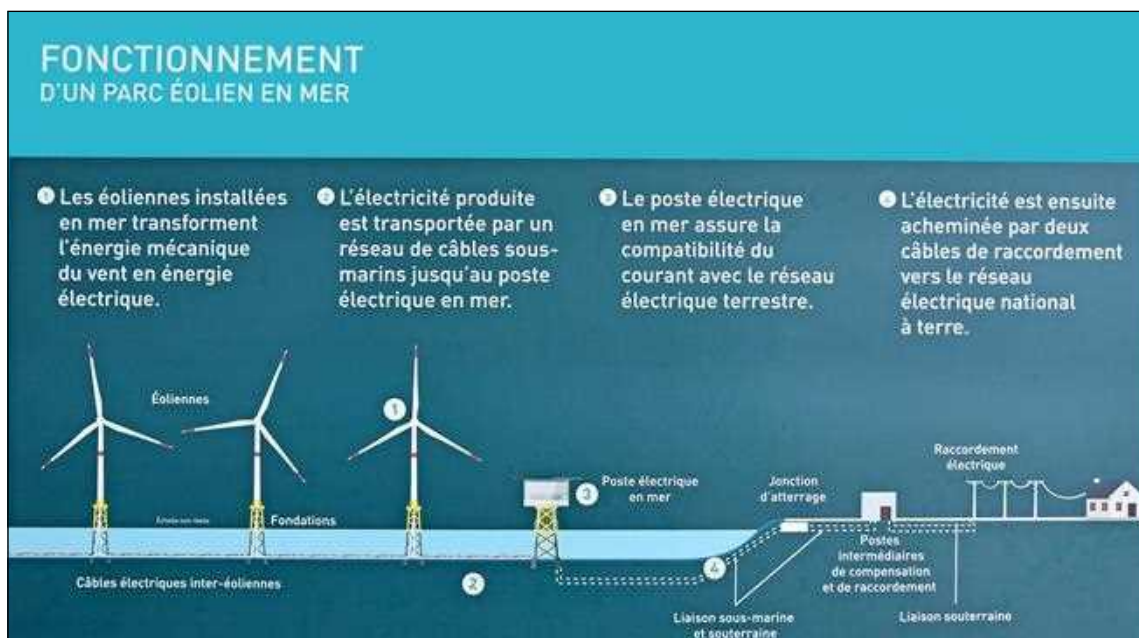 FONCTIONNEMENT
D'UN PARC ÉOLIEN EN MER
1 Les éoliennes installées
en mer transforment
l'énergie mécanique
du vent en énergie
électrique.
2 L'électricité produite
est transportée par un
réseau de câbles sous-
marins jusqu'au poste
électrique en mer.
3 Le poste électrique
en mer assure la
compatibilité du
courant avec le réseau
électrique terrestre.
4 L'électricité est ensuite
acheminée par deux
câbles de raccordement
vers le réseau
électrique national
à terre.
Éoliennes
1
Fondations
Câbles électriques inter-éoliennes
2
3
Poste électrique
en mer
Jonction
d'atterrage
Raccordement
électrique
4
Postes
intermédiaires
de compensation
et de raccordement
Liaison sous-marine
et souterraine
Liaison souterraine